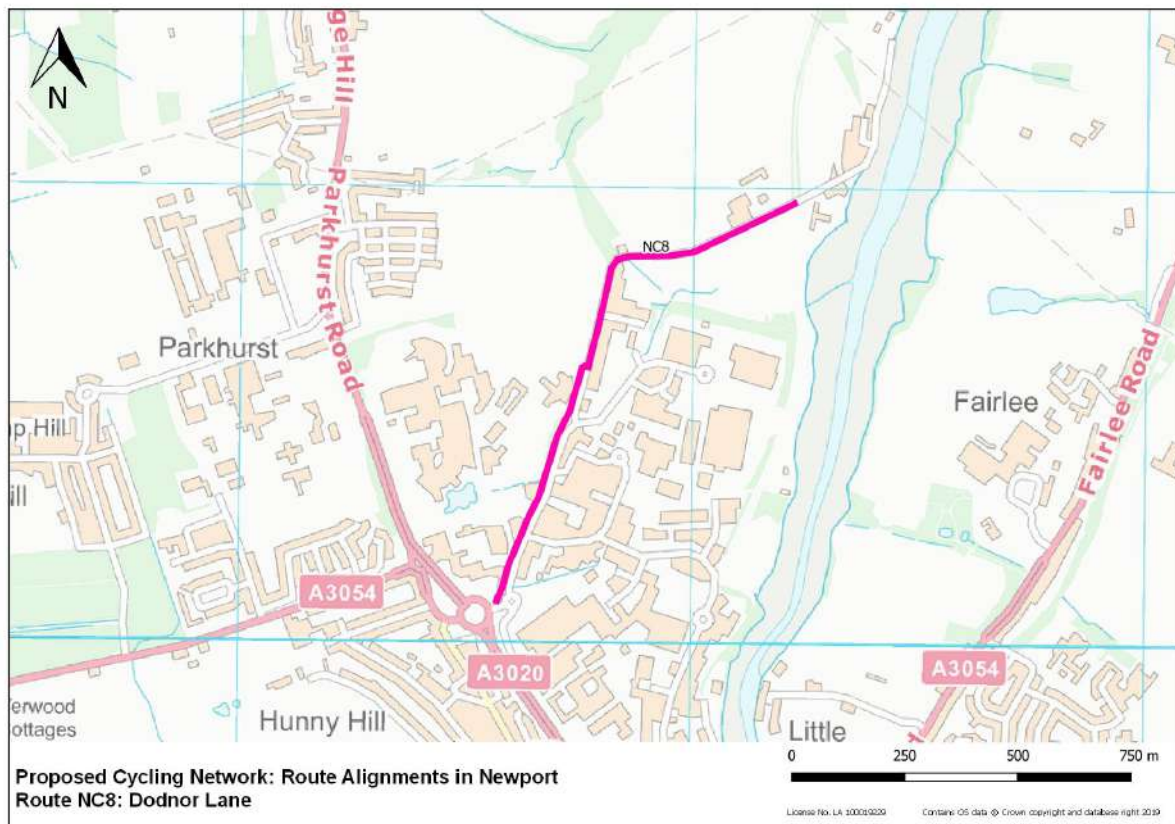 N
ge Hill
Parkhurst Road
NC8
Parkhurst
Fairlee
Fairlee Road
p Hill
ill
A3054
A3020
A3054
Hunny Hill
Little
erwood
ottages
0 250 500 750 m
Proposed Cycling Network: Route Alignments in Newport
Route NC8: Dodnor Lane
License No. LA 100019229 Contains OS data © Crown copyright and database right 2019